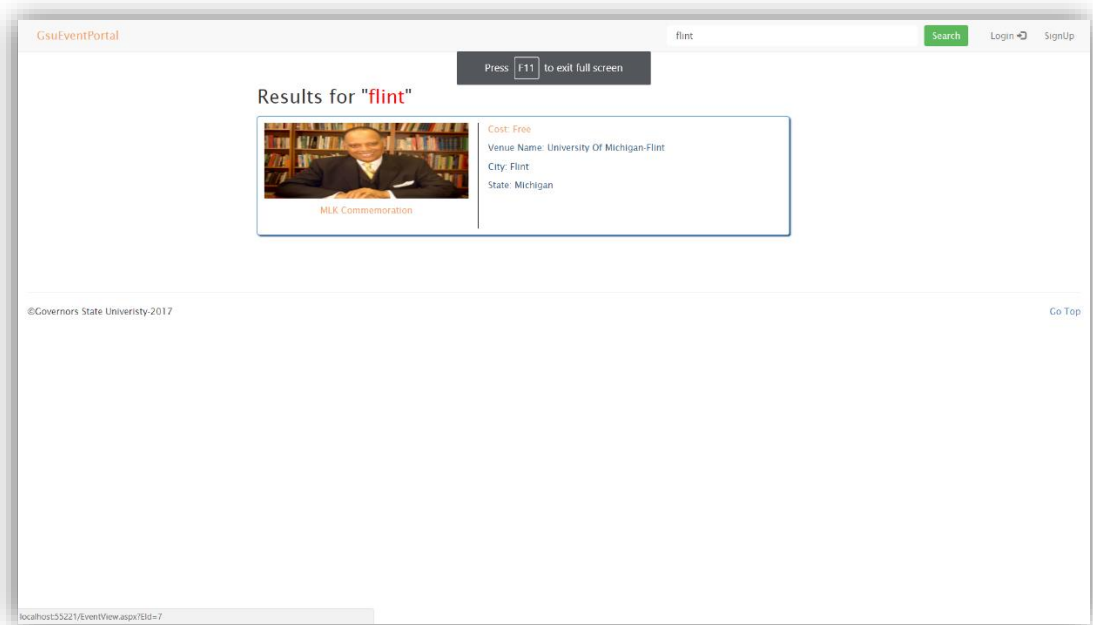 GsuEventPortal
flint
Search
Login
SignUp
Press F11 to exit full screen
Results for "flint"
Cost: Free
Venue Name: University Of Michigan-Flint
City: Flint
State: Michigan
MLK Commemoration
©Governors State Univeristy-2017
Go Top
localhost:55221/EventView.aspx?EId=7